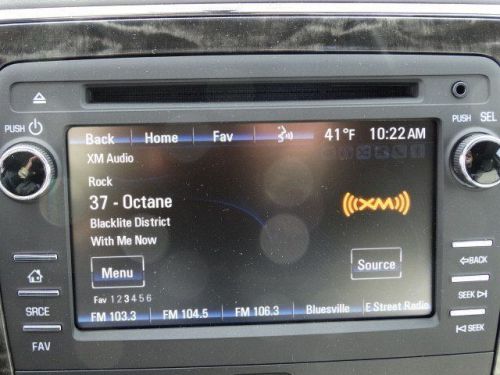 PUSH
PUSH SEL
Back Home Fav 41°F 10:22 AM
XM Audio
Rock
37 - Octane
Blacklite District
With Me Now
XM
Menu
Source
Fav 1 2 3 4 5 6
FM 103.3 FM 104.5 FM 106.3 Bluesville E Street Radio
SRCE
FAV
BACK
SEEK
SEEK